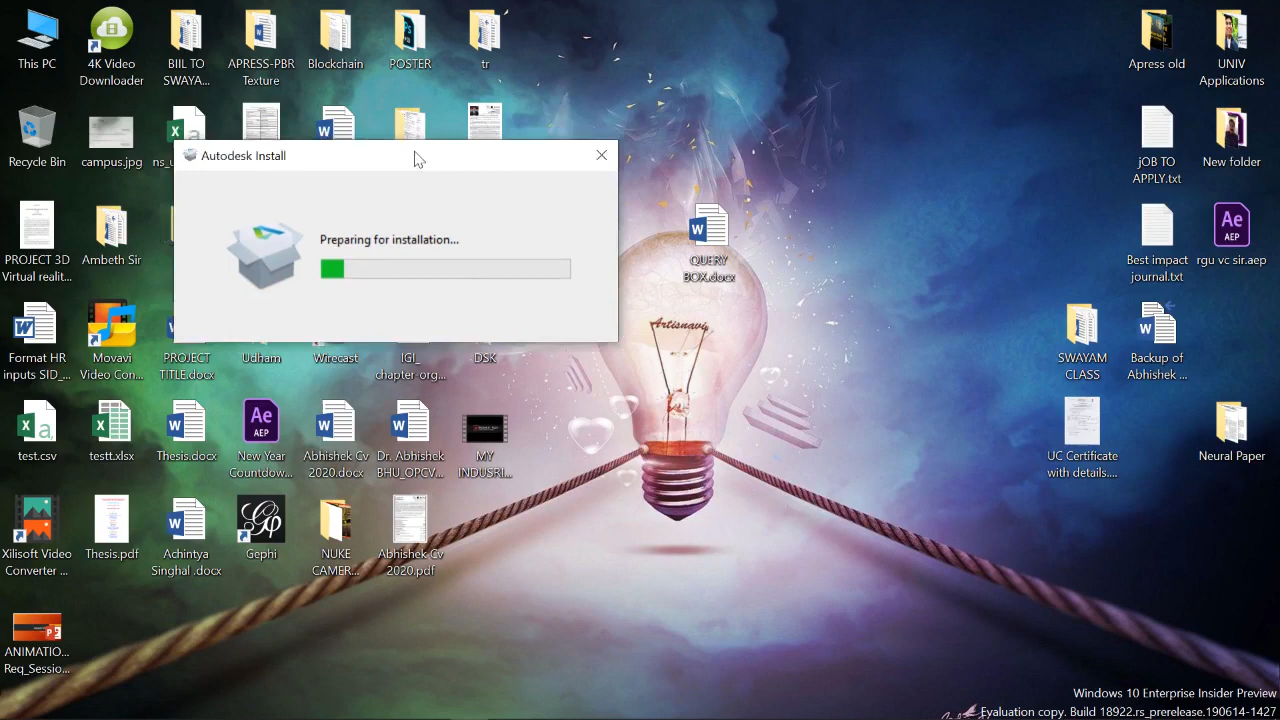 This PC
4K Video
Downloader
BIIL TO
SWAYA...
APRESS-PBR
Texture
Blockchain
POSTER
tr
Apress old
UNIV
Applications
Recycle Bin
campus.jpg
ns_u
jOB TO
APPLY.txt
New folder
Autodesk Install
Preparing for installation...
PROJECT 3D
Virtual realit...
Ambeth Sir
QUERY
BOX.docx
Best impact
journal.txt
rgu vc sir.aep
Artisnavi
Format HR
inputs SID_...
Movavi
Video Con...
PROJECT
TITLE.docx
Udham
Wirecast
IGI_
chapter-org...
DSK
SWAYAM
CLASS
Backup of
Abhishek ...
test.csv
testt.xlsx
Thesis.docx
Ae
AEP
New Year
Countdow...
Abhishek Cv
2020.docx
Dr. Abhishek
BHU_OPCV...
MY
INDUSRI...
UC Certificate
with details....
Neural Paper
Xilisoft Video
Converter ...
Thesis.pdf
Achintya
Singhal .docx
Gephi
NUKE
CAMER...
Abhishek Cv
2020.pdf
ANIMATIO...
Req_Sessio...
Windows 10 Enterprise Insider Preview
Evaluation copy. Build 18922.rs_prerelease.190614-1427